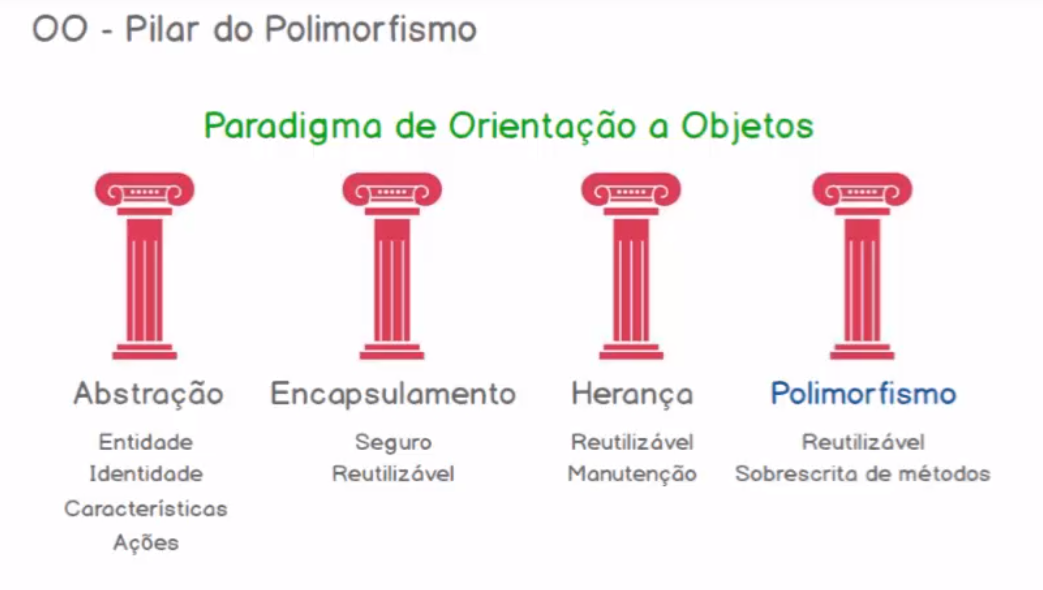 OO - Pilar do Polimorfismo
Paradigma de Orientação a Objetos
Abstração
Entidade
Identidade
Características
Ações
Encapsulamento
Seguro
Reutilizável
Herança
Reutilizável
Manutenção
Polimorfismo
Reutilizável
Sobrescrita de métodos